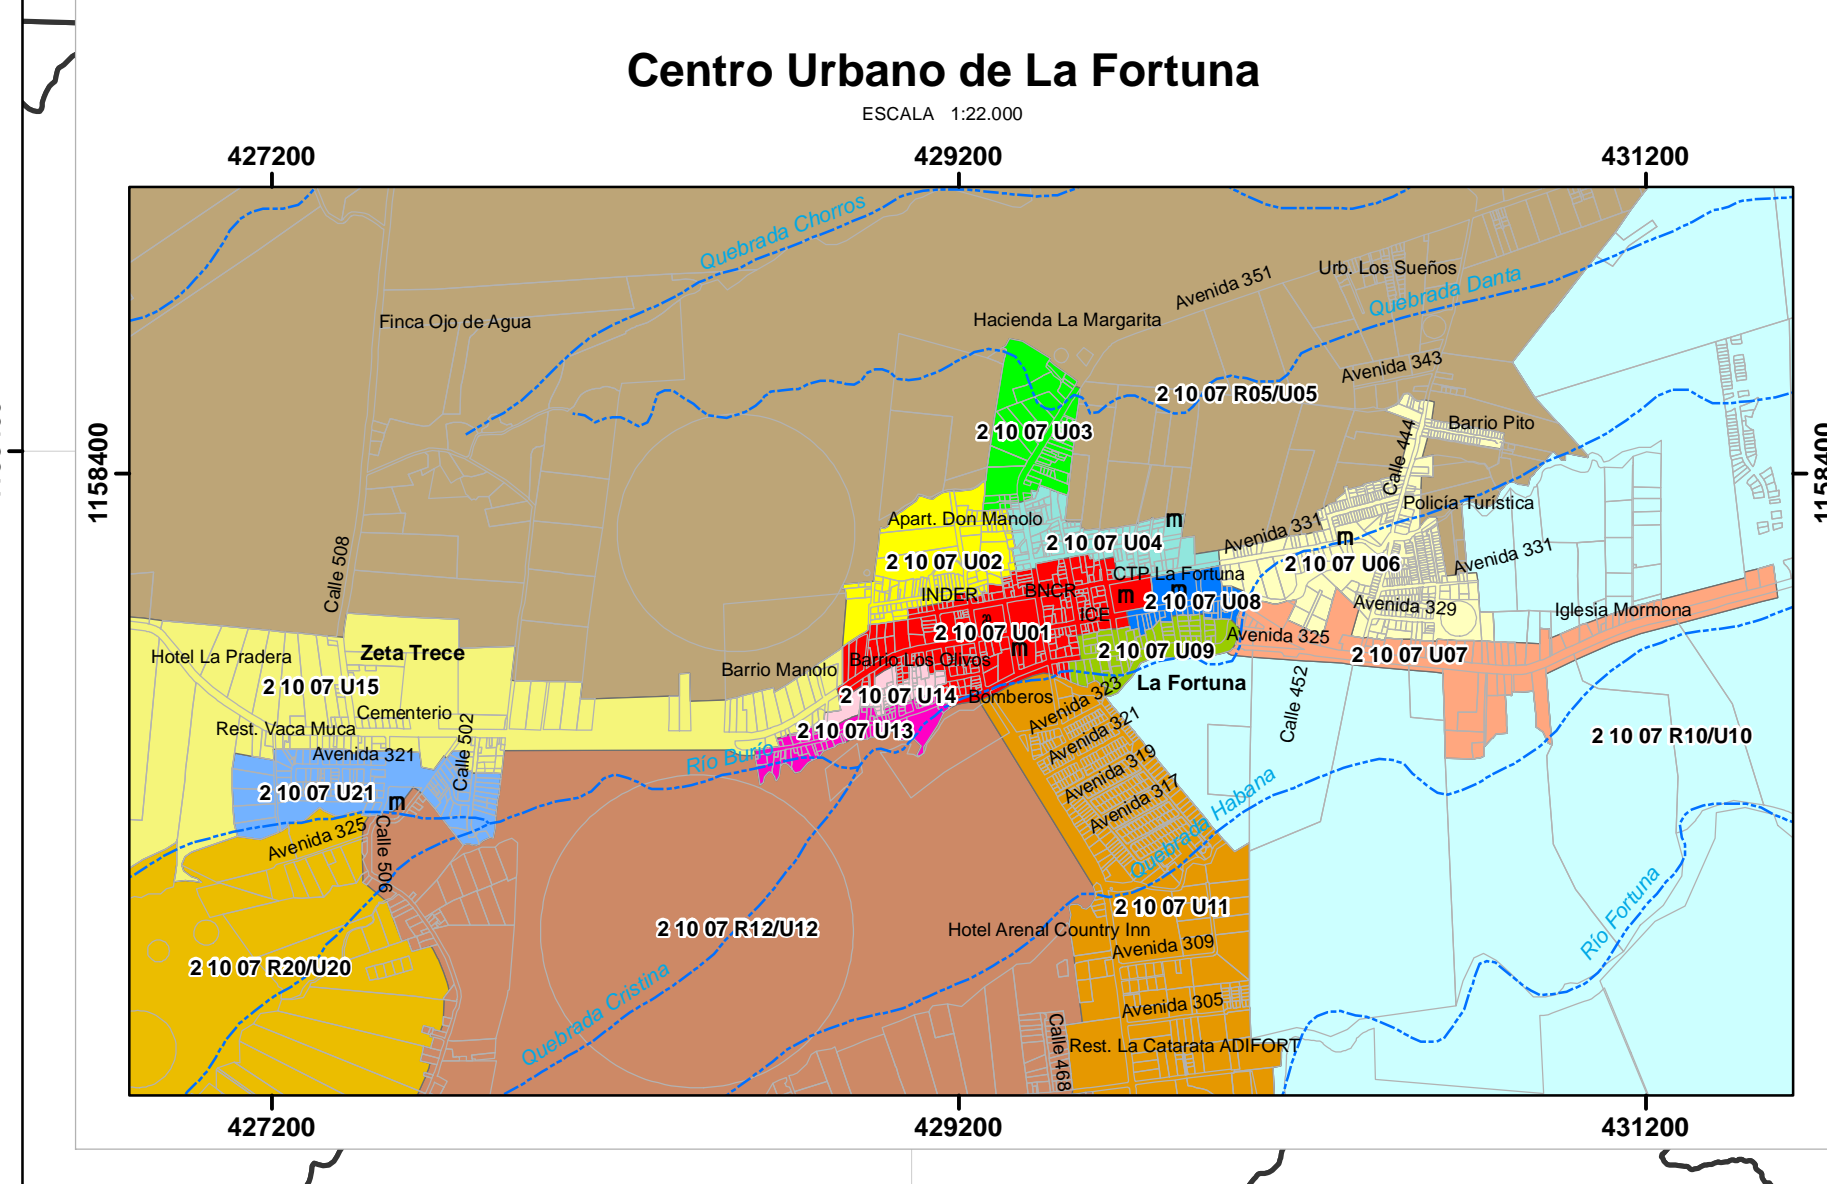 Centro Urbano de La Fortuna
ESCALA 1:22.000
427200
429200
431200
Quebrada Chorros
Urb. Los Sueños
Avenida 351
Quebrada Danta
Finca Ojo de Agua
Hacienda La Margarita
Avenida 343
2 10 07 R05/U05
Barrio Pito
2 10 07 U03
Calle 444
1158400
Policía Turística
Apart. Don Manolo
m
Avenida 331
m
2 10 07 U04
Avenida 331
2 10 07 U02
2 10 07 U06
Calle 508
CTP La Fortuna
BNCR
m
INDER
m
2 10 07 U08
Avenida 329
Iglesia Mormona
ICE
2 10 07 U01
Avenida 325
m
2 10 07 U09
2 10 07 U07
Zeta Trece
Hotel La Pradera
Barrio Los Olivos
Barrio Manolo
2 10 07 U15
La Fortuna
2 10 07 U14
Bomberos
Avenida 323
Calle 452
Cementerio
Rest. Vaca Muca
2 10 07 U13
Avenida 321
2 10 07 R10/U10
Avenida 321
Calle 502
Río Burío
Avenida 319
2 10 07 U21
m
Avenida 317
Quebrada Habana
Avenida 325
Calle 506
2 10 07 U11
2 10 07 R12/U12
Hotel Arenal Country Inn
Avenida 309
Río Fortuna
2 10 07 R20/U20
Avenida 305
Quebrada Cristina
Calle 468
Rest. La Catarata ADIFORT
427200
429200
431200